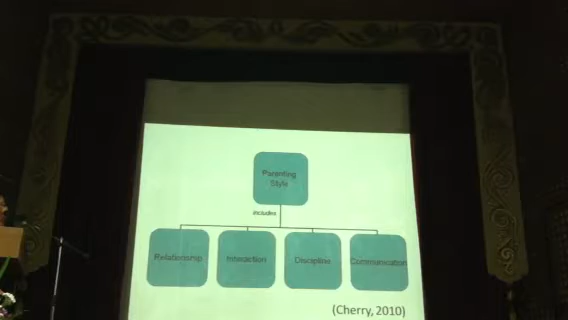 Parenting
Style
includes
Relationship
Interaction
Discipline
Communication
(Cherry, 2010)